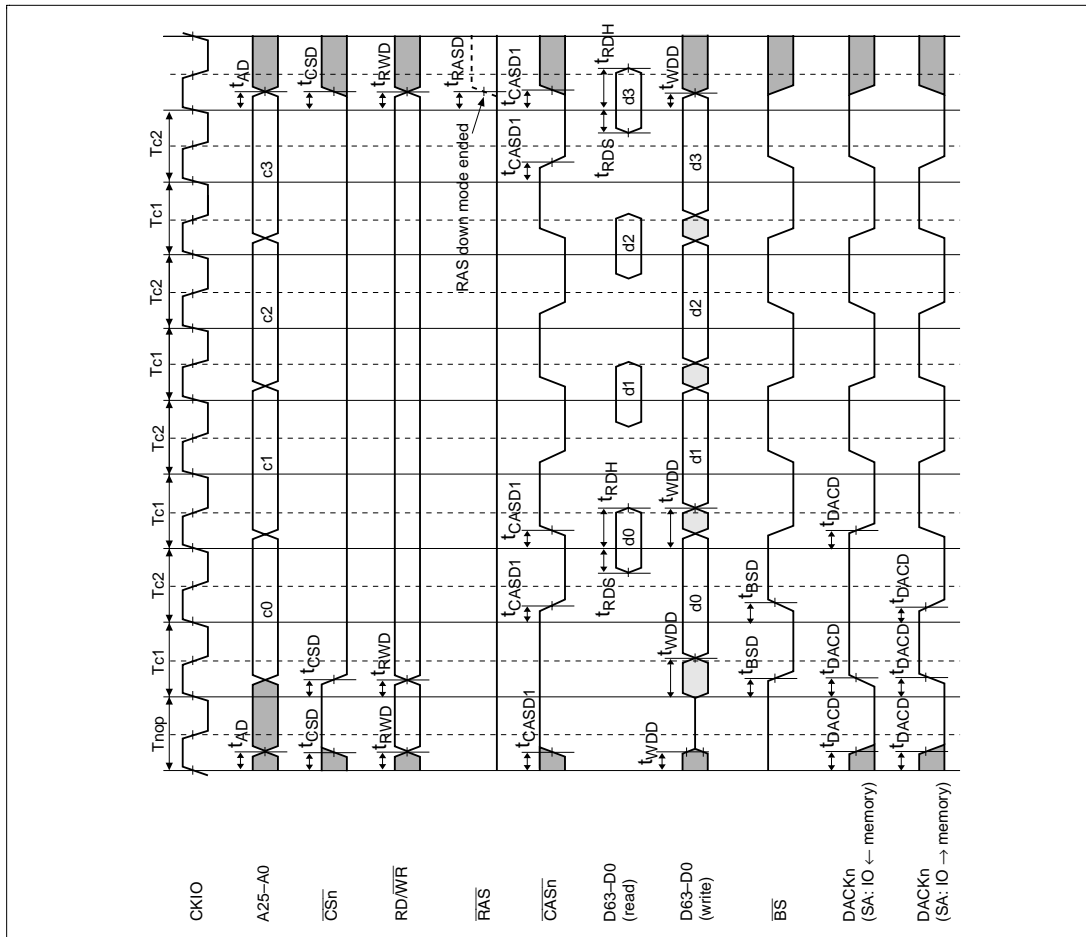 Tnop Tc1 Tc2 Tc1 Tc2 Tc1 Tc2 Tc1 Tc2
CKIO
tAD tAD
A25–A0 c0 c1 c2 c3
tCSD tCSD tCSD
CSn
tRWD tRWD tRWD
RD/WR
tRASD
RAS
RAS down mode ended
tCASD1 tCASD1 tCASD1 tCASD1 tCASD1
CASn
tRDS tRDH tRDS tRDH
D63–D0
(read)
d0 d1 d2 d3
tWDD tWDD tWDD tWDD
D63–D0
(write)
d0 d1 d2 d3
tBSD tBSD
BS
tDACD tDACD tDACD
DACKn
(SA: IO ← memory)
tDACD tDACD tDACD
DACKn
(SA: IO → memory)